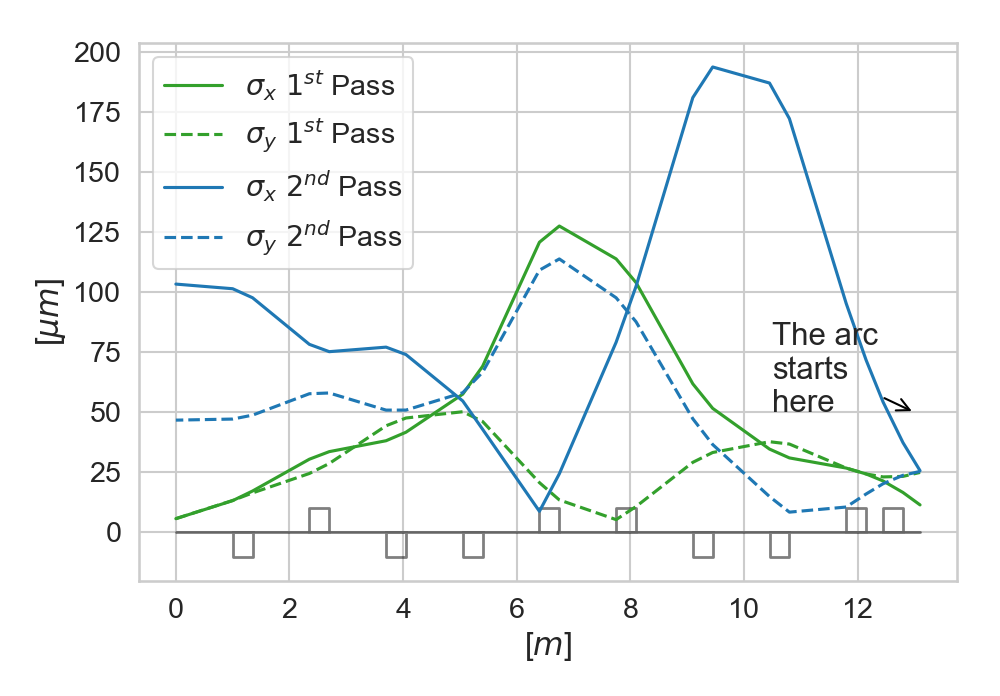 200
175
150
125
100
75
50
25
0
[μm]
σx 1st Pass
σy 1st Pass
σx 2nd Pass
σy 2nd Pass
The arc
starts
here
0 2 4 6 8 10 12
[m]